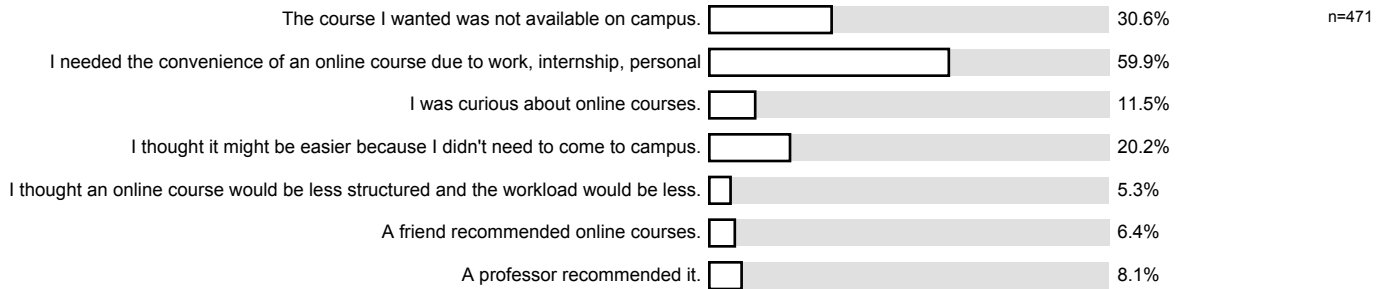 The course I wanted was not available on campus. 30.6% n=471
I needed the convenience of an online course due to work, internship, personal 59.9%
I was curious about online courses. 11.5%
I thought it might be easier because I didn't need to come to campus. 20.2%
I thought an online course would be less structured and the workload would be less. 5.3%
A friend recommended online courses. 6.4%
A professor recommended it. 8.1%